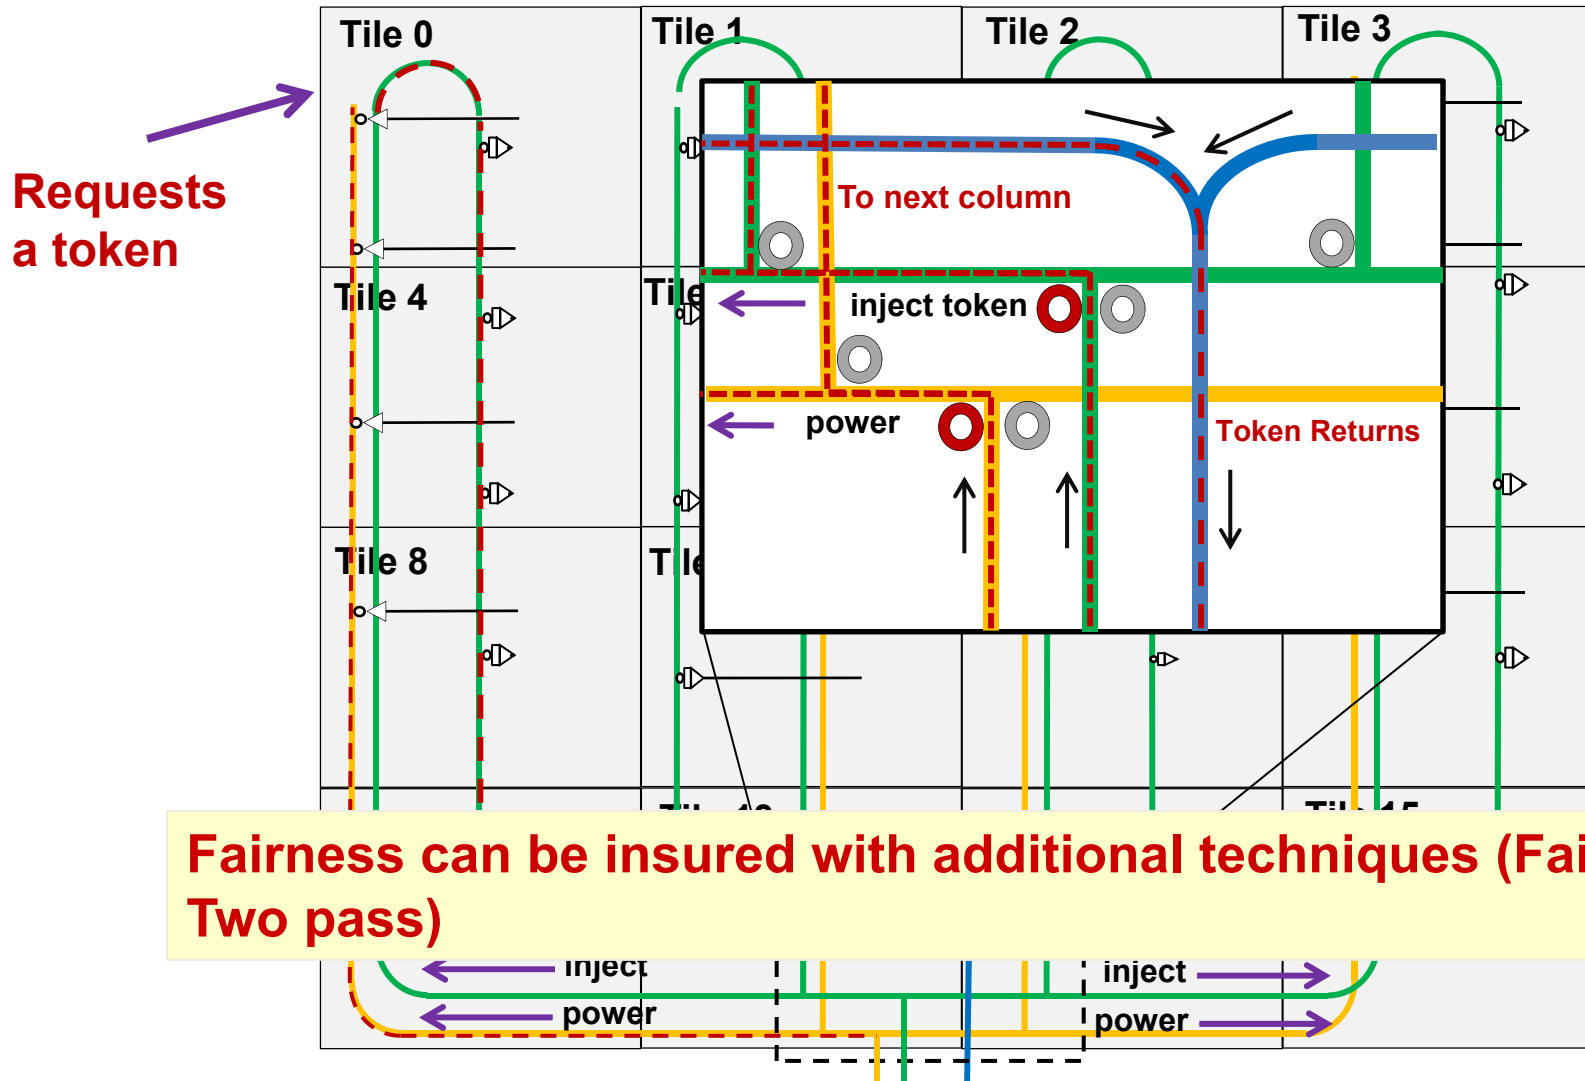 Tile 0
Tile 1
Tile 2
Tile 3
Requests
a token
To next column
Tile 4
inject token
power
Token Returns
Tile 8
Fairness can be insured with additional techniques
Two pass)
inject
inject
power
power